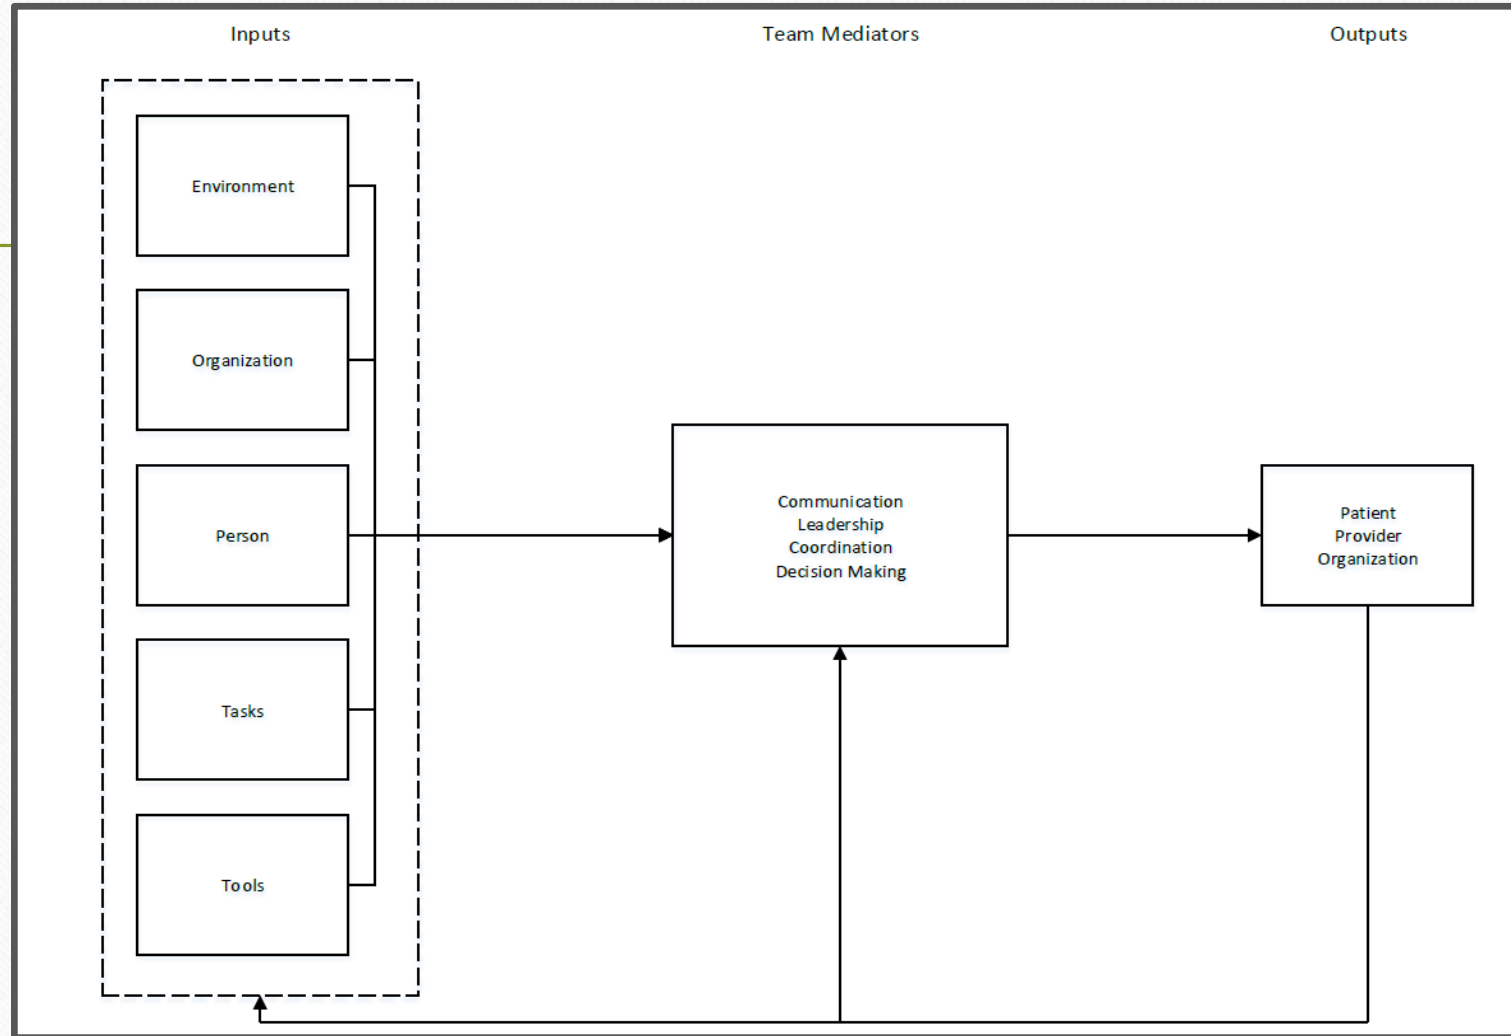 Inputs
Team Mediators
Outputs
Environment
Organization
Person
Tasks
Tools
Communication
Leadership
Coordination
Decision Making
Patient
Provider
Organization